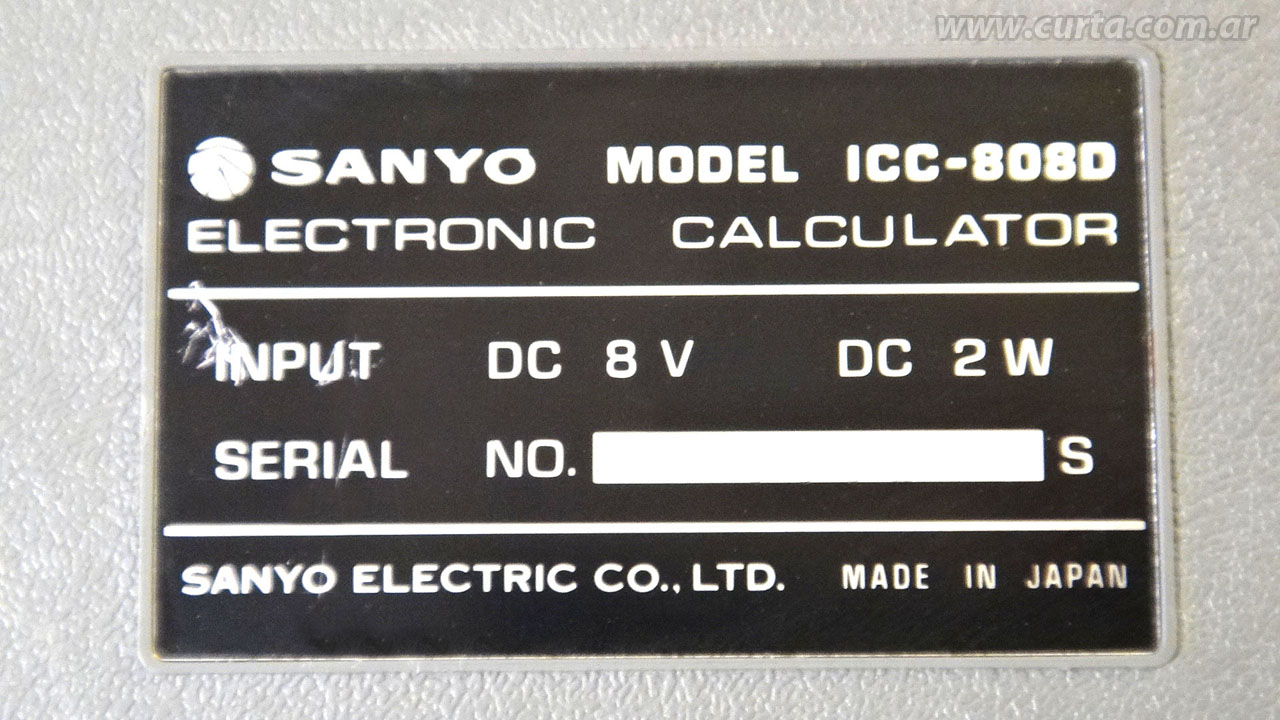 www.curta.com.ar
SANYO MODEL ICC-808D
ELECTRONIC CALCULATOR
INPUT DC 8 V DC 2 W
SERIAL NO. S
SANYO ELECTRIC CO., LTD. MADE IN JAPAN